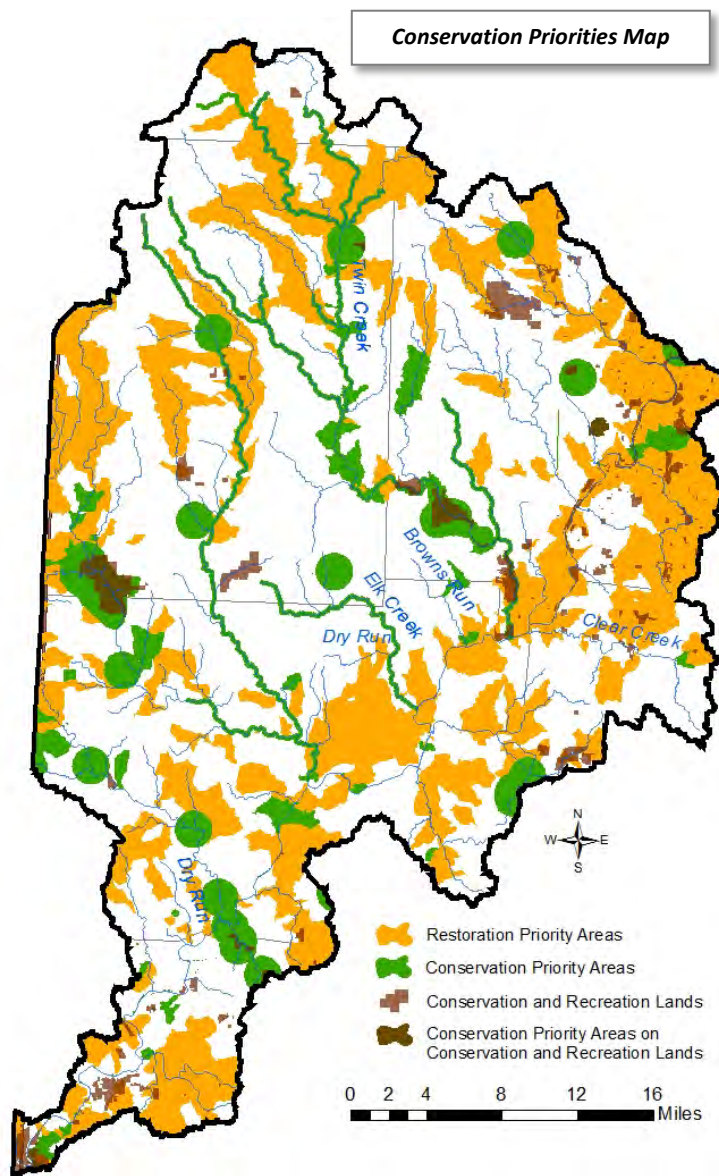 Conservation Priorities Map
Twin Creek
Browns Run
Elk Creek
Dry Run
Clear Creek
Dry Run
N
W E
S
Restoration Priority Areas
Conservation Priority Areas
Conservation and Recreation Lands
Conservation Priority Areas on
Conservation and Recreation Lands
0 2 4 8 12 16
Miles